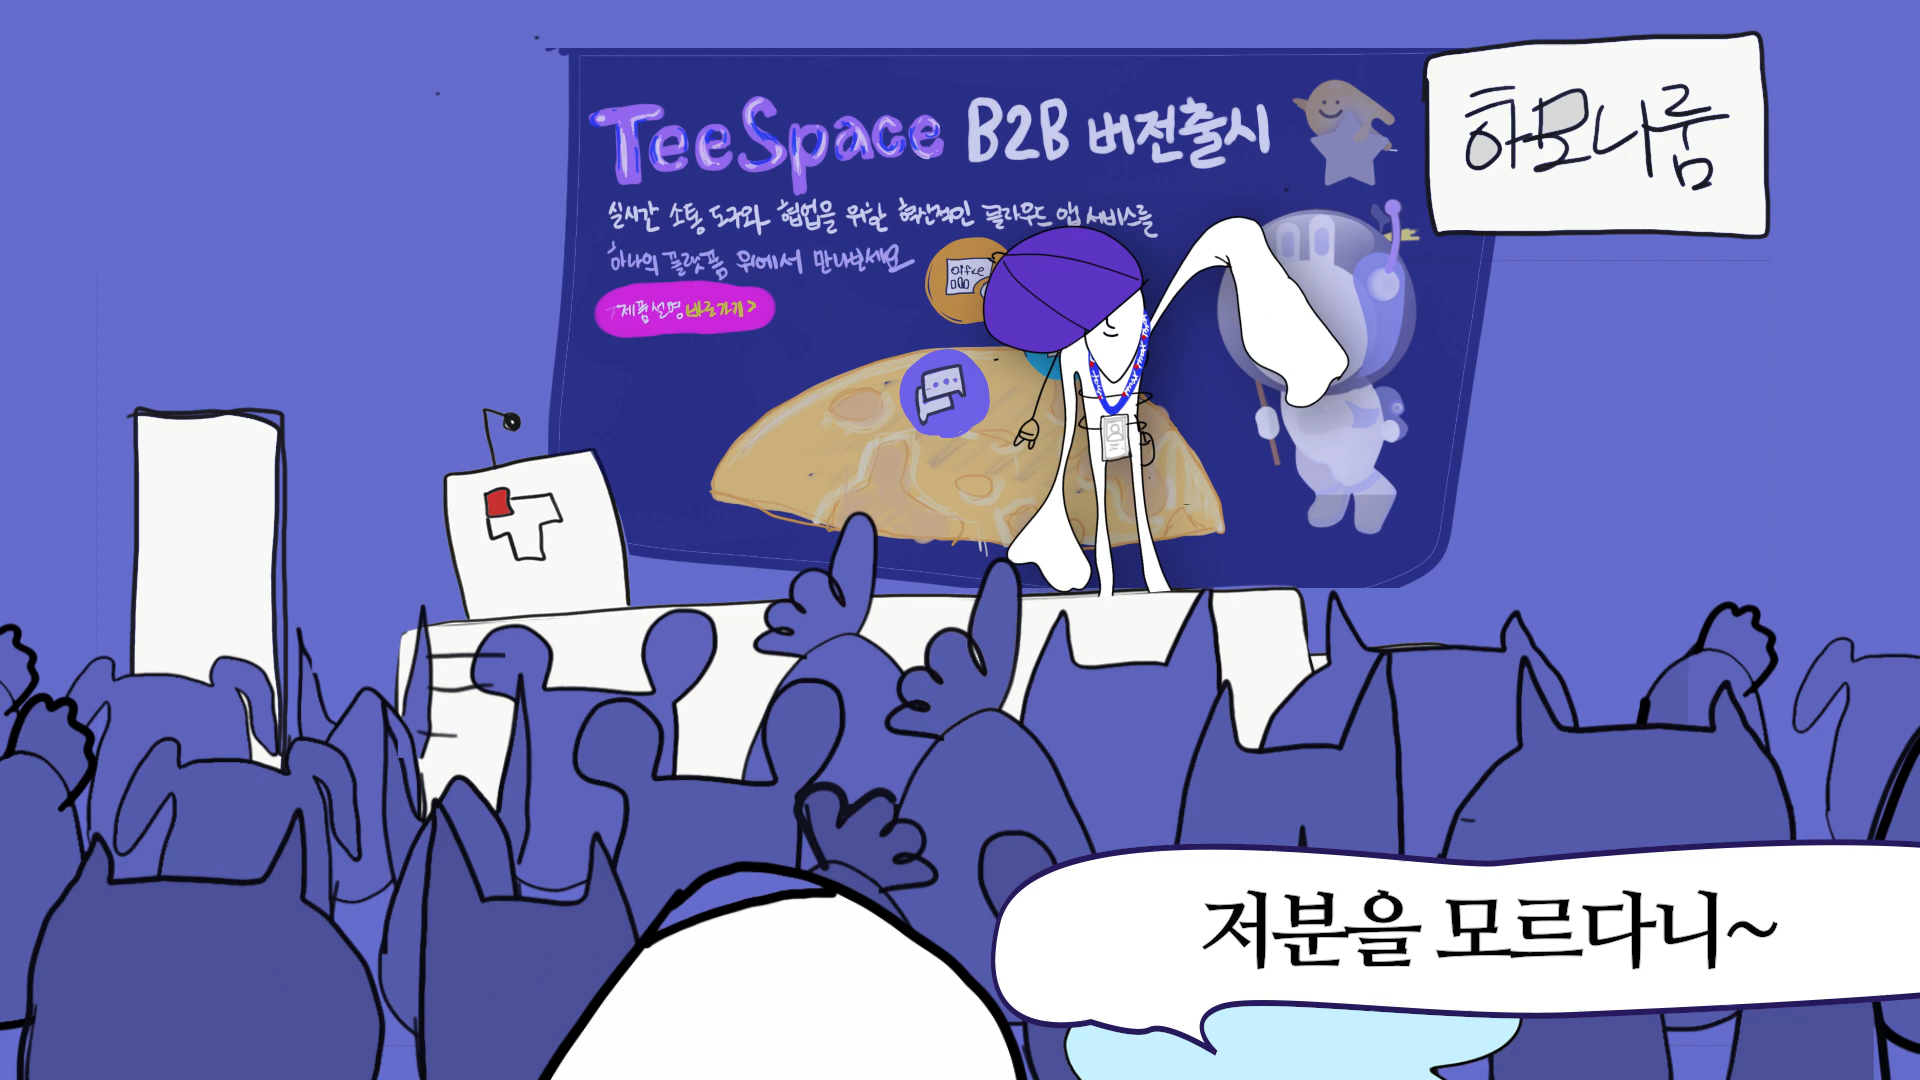 TeeSpace B2B 버전출시
하모나룸
실시간 소통 도구와 협업을 위한 혁신적인 클라우드 앱 서비스를
하나의 플랫폼 위에서 만나보세요
Office
제품설명 바로가기 >
저분을 모르다니~